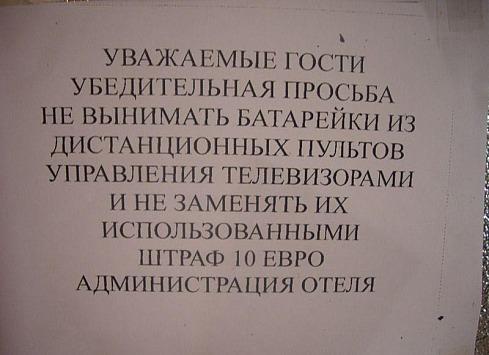 УВАЖАЕМЫЕ ГОСТИ
УБЕДИТЕЛЬНАЯ ПРОСЬБА
НЕ ВЫНИМАТЬ БАТАРЕЙКИ ИЗ
ДИСТАНЦИОННЫХ ПУЛЬТОВ
УПРАВЛЕНИЯ ТЕЛЕВИЗОРАМИ
И НЕ ЗАМЕНЯТЬ ИХ
ИСПОЛЬЗОВАННЫМИ
ШТРАФ 10 ЕВРО
АДМИНИСТРАЦИЯ ОТЕЛЯ